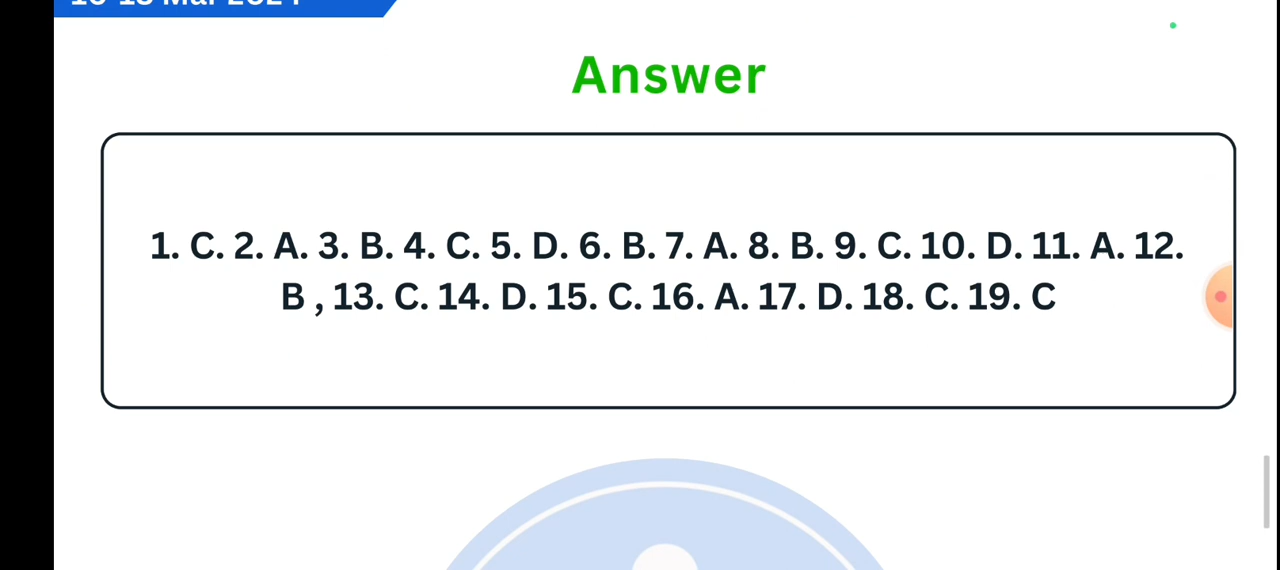 Answer
1. C. 2. A. 3. B. 4. C. 5. D. 6. B. 7. A. 8. B. 9. C. 10. D. 11. A. 12.
B , 13. C. 14. D. 15. C. 16. A. 17. D. 18. C. 19. C